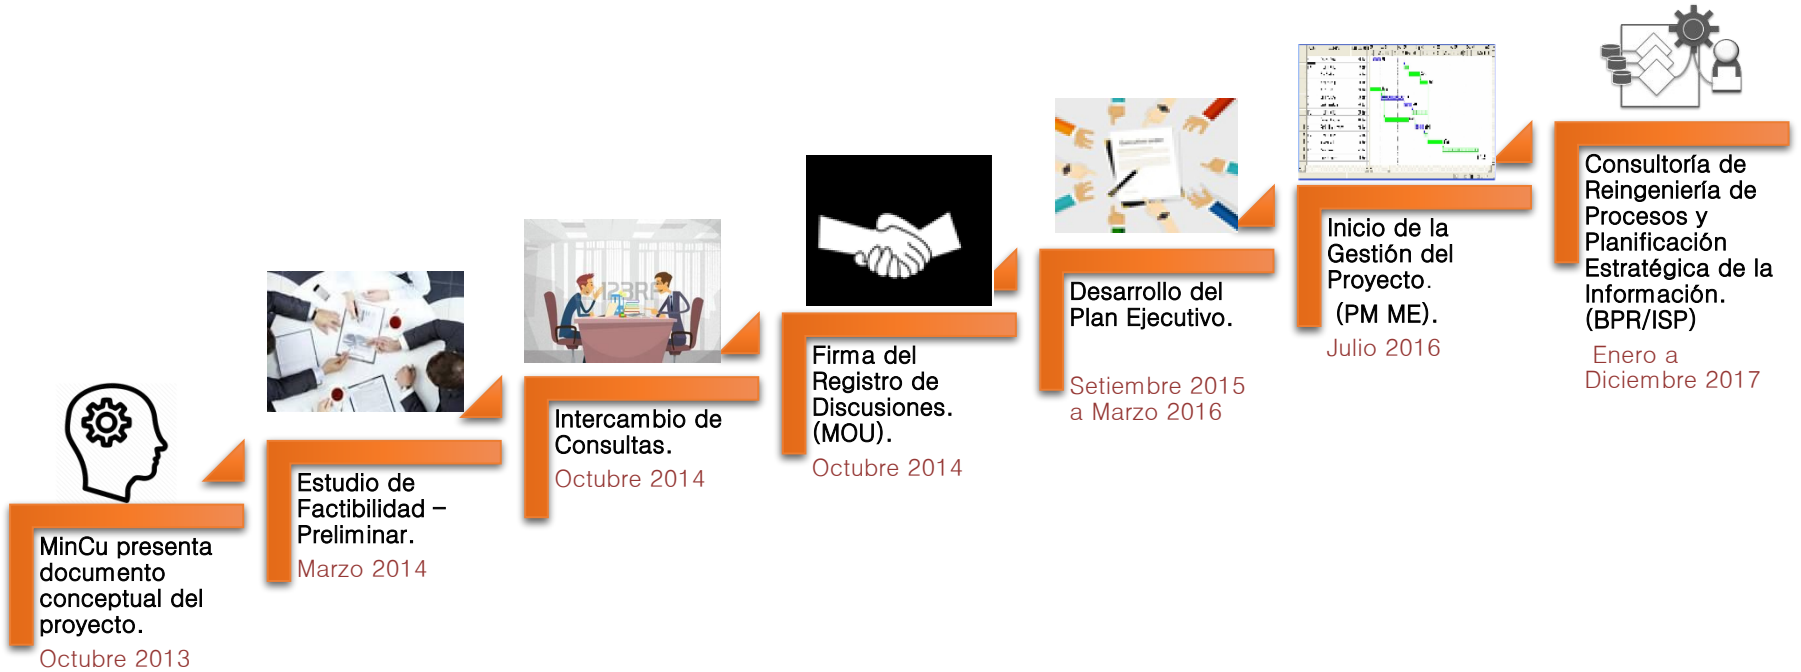 MinCu presenta
documento
conceptual del
proyecto.
Octubre 2013
Estudio de
Factibilidad –
Preliminar.
Marzo 2014
123RF
Intercambio de
Consultas.
Octubre 2014
Firma del
Registro de
Discusiones.
(MOU).
Octubre 2014
Desarrollo del
Plan Ejecutivo.
Setiembre 2015
a Marzo 2016
Inicio de la
Gestión del
Proyecto.
(PM ME).
Julio 2016
Consultoría de
Reingeniería de
Procesos y
Planificación
Estratégica de la
Información.
(BPR/ISP)
Enero a
Diciembre 2017